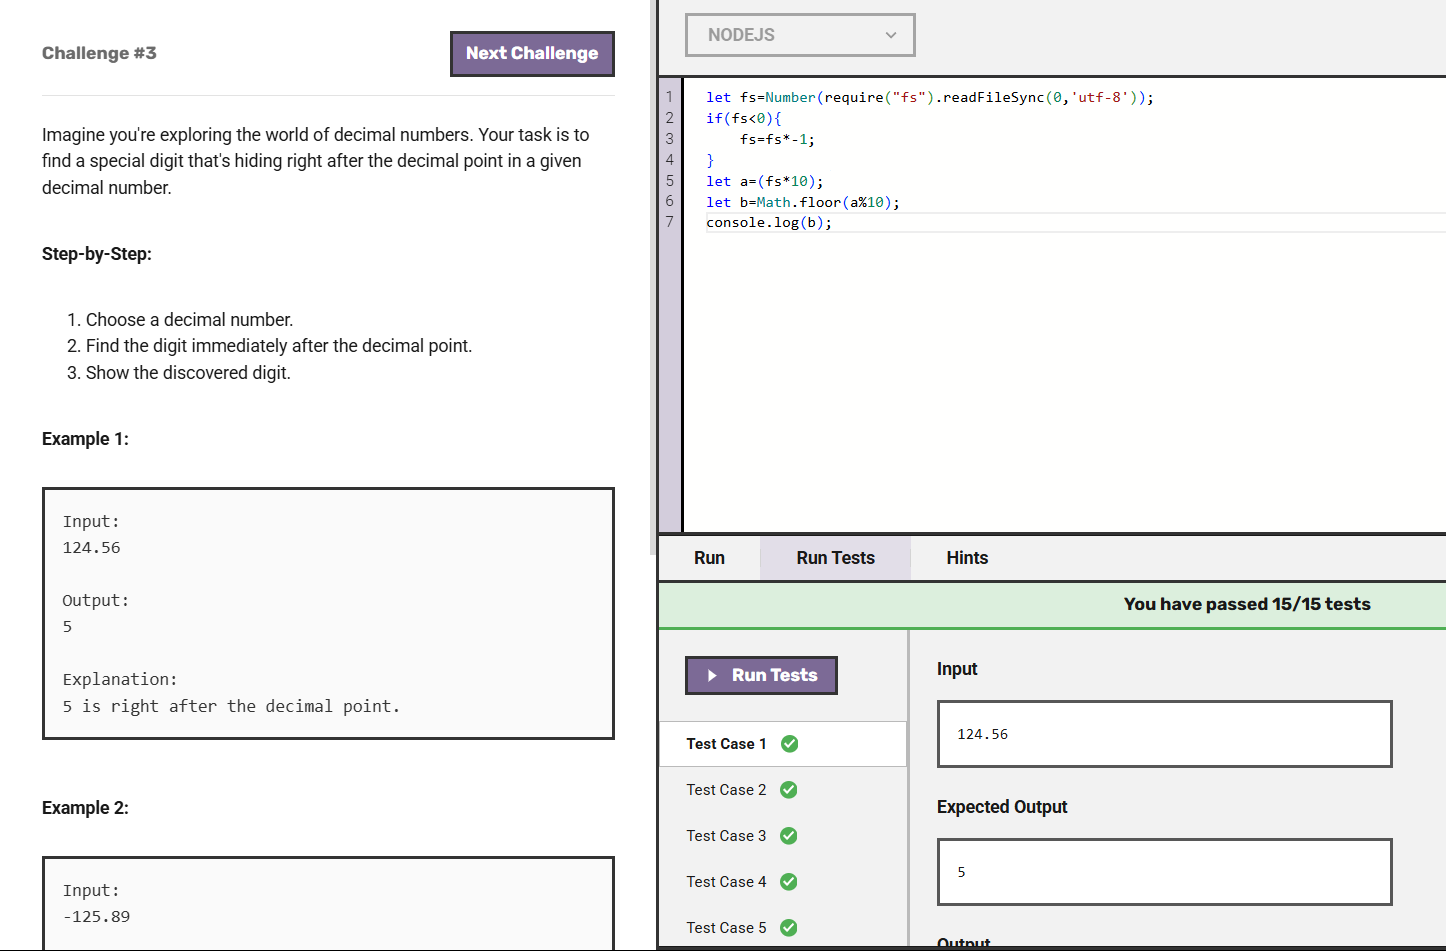 Challenge #3
Next Challenge
Imagine you're exploring the world of decimal numbers. Your task is to
find a special digit that's hiding right after the decimal point in a given
decimal number.
Step-by-Step:
1. Choose a decimal number.
2. Find the digit immediately after the decimal point.
3. Show the discovered digit.
Example 1:
Input:
124.56
Output:
5
Explanation:
5 is right after the decimal point.
Example 2:
Input:
-125.89
NODEJS
1 let fs=Number(require("fs").readFileSync(0,'utf-8'));
2 if(fs<0){
3     fs=fs*-1;
4 }
5 let a=(fs*10);
6 let b=Math.floor(a%10);
7 console.log(b);
Run
Run Tests
Hints
You have passed 15/15 tests
Run Tests
Test Case 1
Test Case 2
Test Case 3
Test Case 4
Test Case 5
Input
124.56
Expected Output
5
Output